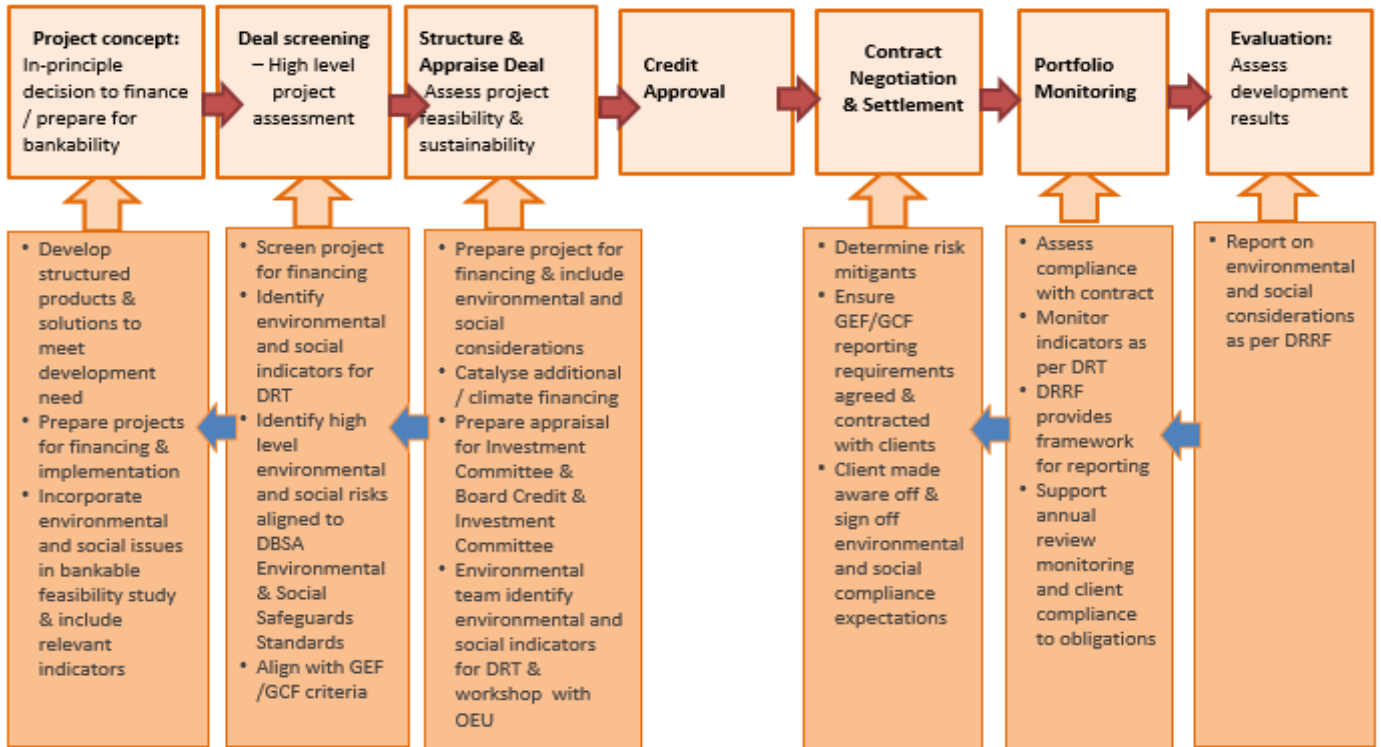 Project concept:
In-principle
decision to finance
/ prepare for
bankability
Deal screening
– High level
project
assessment
Structure &
Appraise Deal
Assess project
feasibility &
sustainability
Credit
Approval
Contract
Negotiation
& Settlement
Portfolio
Monitoring
Evaluation:
Assess
development
results
• Develop
structured
products &
solutions to
meet
development
need
• Prepare projects
for financing &
implementation
• Incorporate
environmental
and social issues
in bankable
feasibility study
& include
relevant
indicators
• Screen project
for financing
• Identify
environmental
and social
indicators for
DRT
• Identify high
level
environmental
and social risks
aligned to
DBSA
Environmental
& Social
Safeguards
Standards
• Align with GEF
/GCF criteria
• Prepare project for
financing & include
environmental and
social
considerations
• Catalyse additional
/ climate financing
• Prepare appraisal
for Investment
Committee &
Board Credit &
Investment
Committee
• Environmental
team identify
environmental and
social indicators
for DRT &
workshop with
OEU
• Determine risk
mitigants
• Ensure
GEF/GCF
reporting
requirements
agreed &
contracted
with clients
• Client made
aware off &
sign off
environmental
and social
compliance
expectations
• Assess
compliance
with contract
• Monitor
indicators as
per DRT
• DRRF
provides
framework
for reporting
• Support
annual
review
monitoring
and client
compliance
to obligations
• Report on
environmental
and social
considerations
as per DRRF